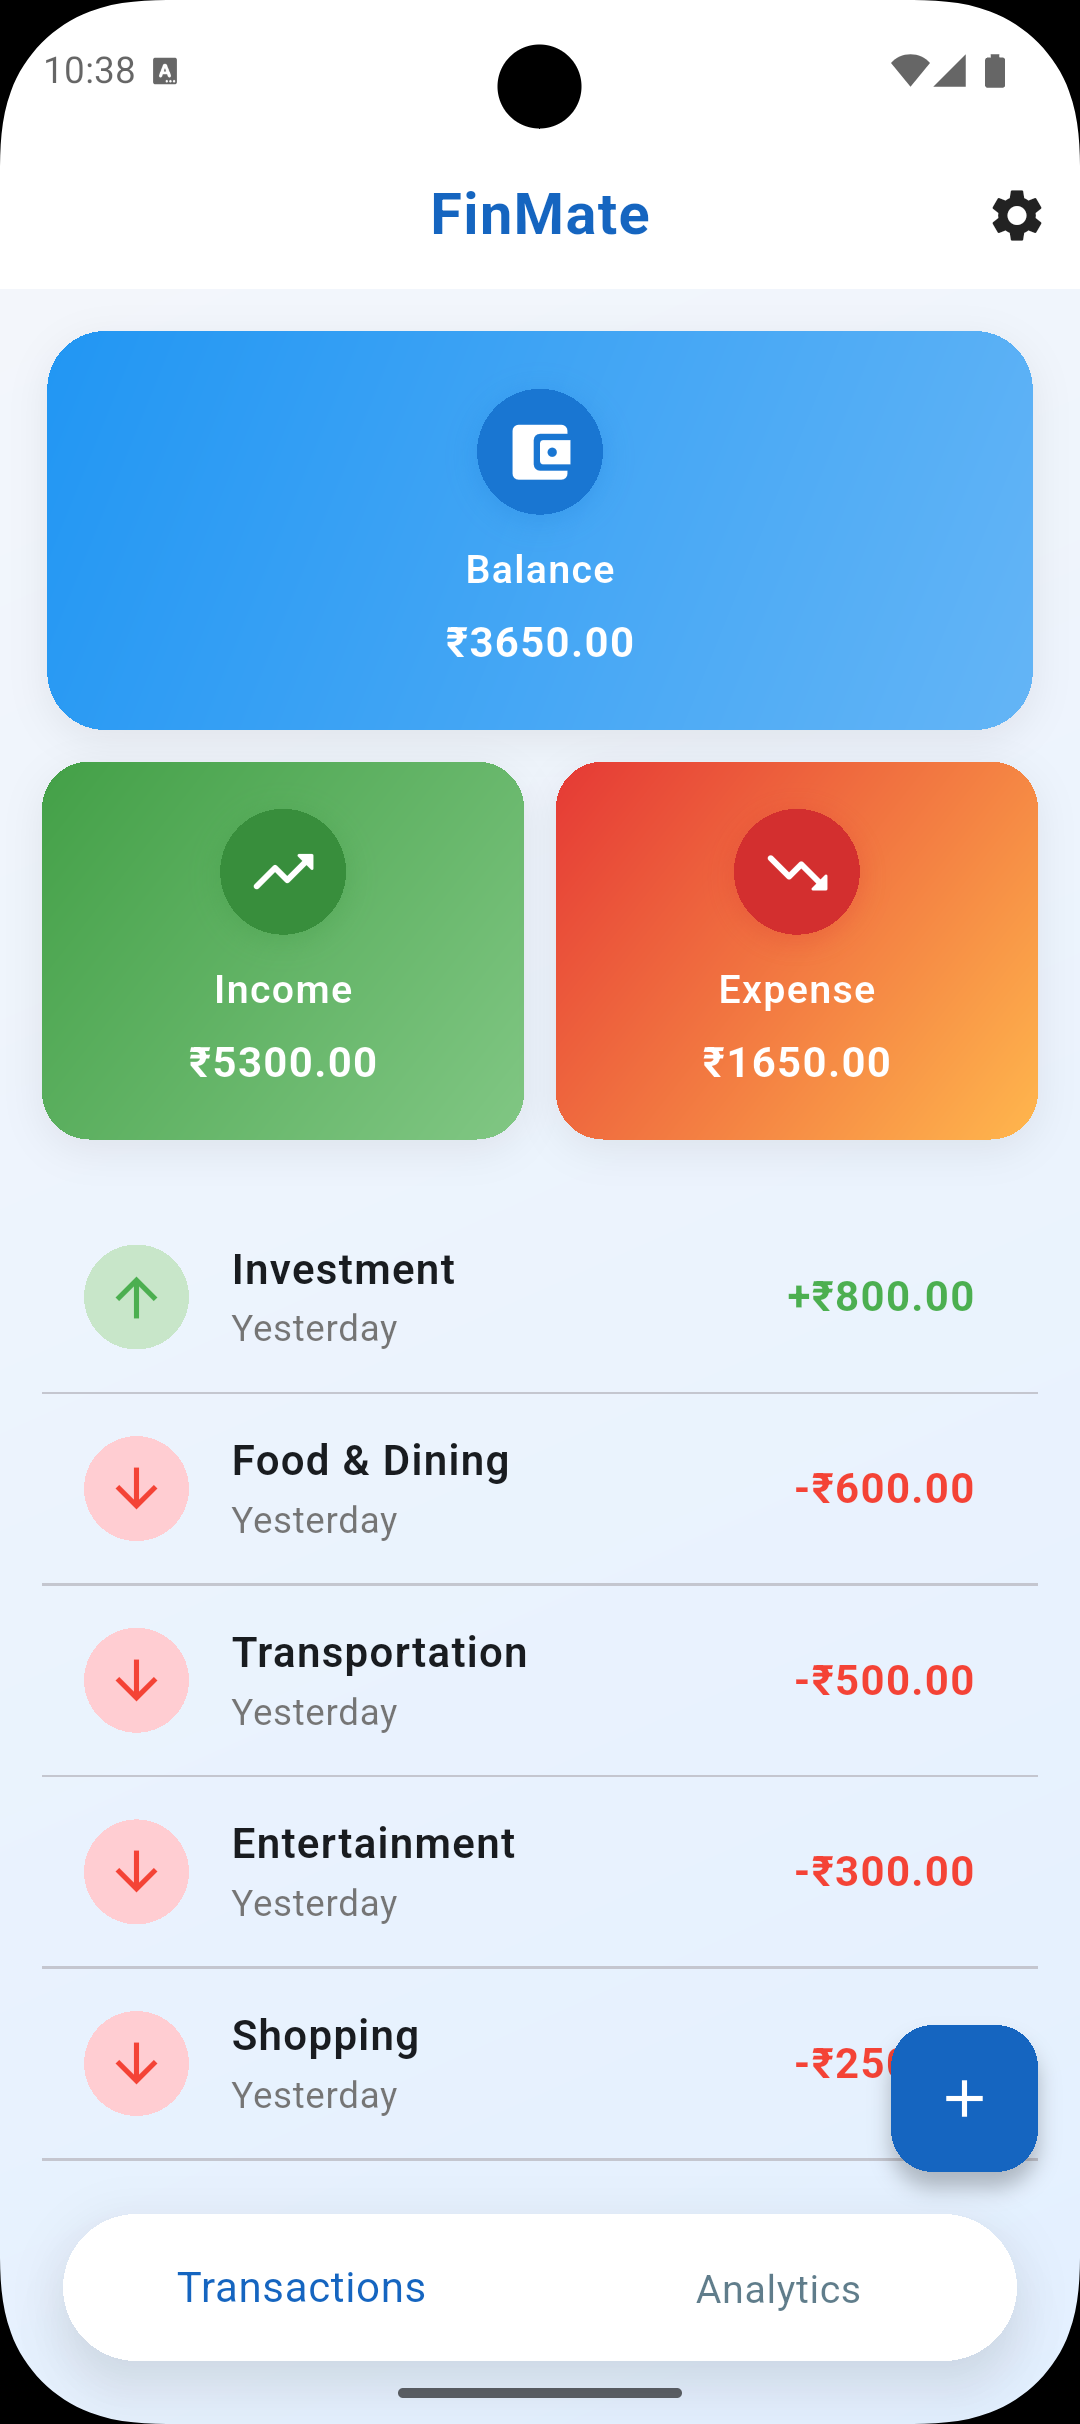 10:38
FinMate
Balance
₹3650.00
Income
₹5300.00
Expense
₹1650.00
Investment
Yesterday
+₹800.00
Food & Dining
Yesterday
-₹600.00
Transportation
Yesterday
-₹500.00
Entertainment
Yesterday
-₹300.00
Shopping
Yesterday
-₹25
Transactions
Analytics